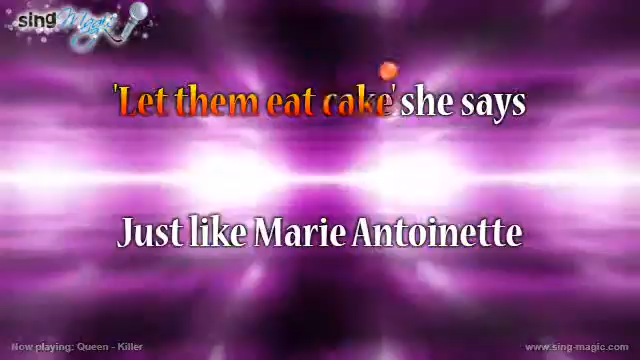 sing Magic
'Let them eat cake' she says
Just like Marie Antoinette
Now playing: Queen - Killer
www.sing-magic.com